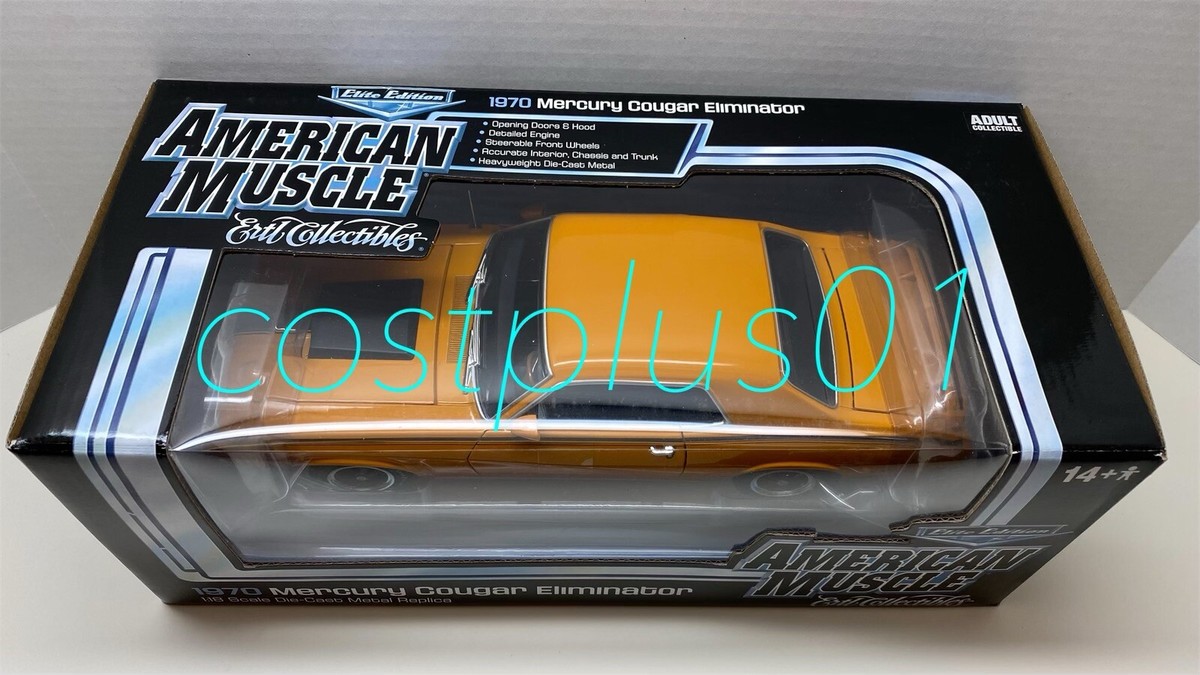 Elite Edition
AMERICAN
MUSCLE
Ertl Collectibles
1970 Mercury Cougar Eliminator
• Opening Doors & Hood
• Detailed Engine
• Steerable Front Wheels
• Accurate Interior, Chassis and Trunk
• Heavyweight Die-Cast Metal
ADULT
COLLECTIBLE
costplus01
14+
Elite Edition
AMERICAN
MUSCLE
Ertl Collectibles
1970 Mercury Cougar Eliminator
1:18 Scale Die-Cast Metal Replica